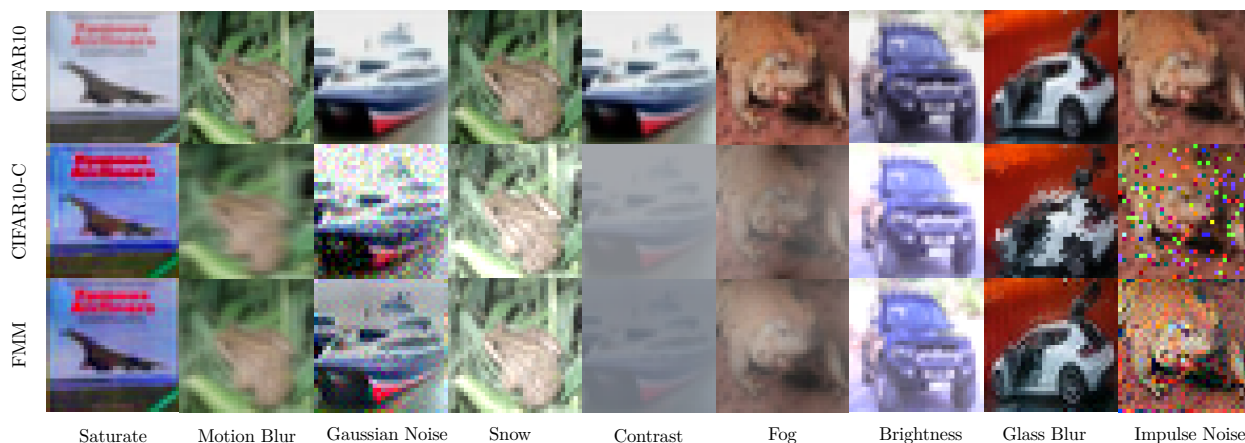 CIFAR10
CIFAR10-C
FMM
Saturate
Motion Blur
Gaussian Noise
Snow
Contrast
Fog
Brightness
Glass Blur
Impulse Noise